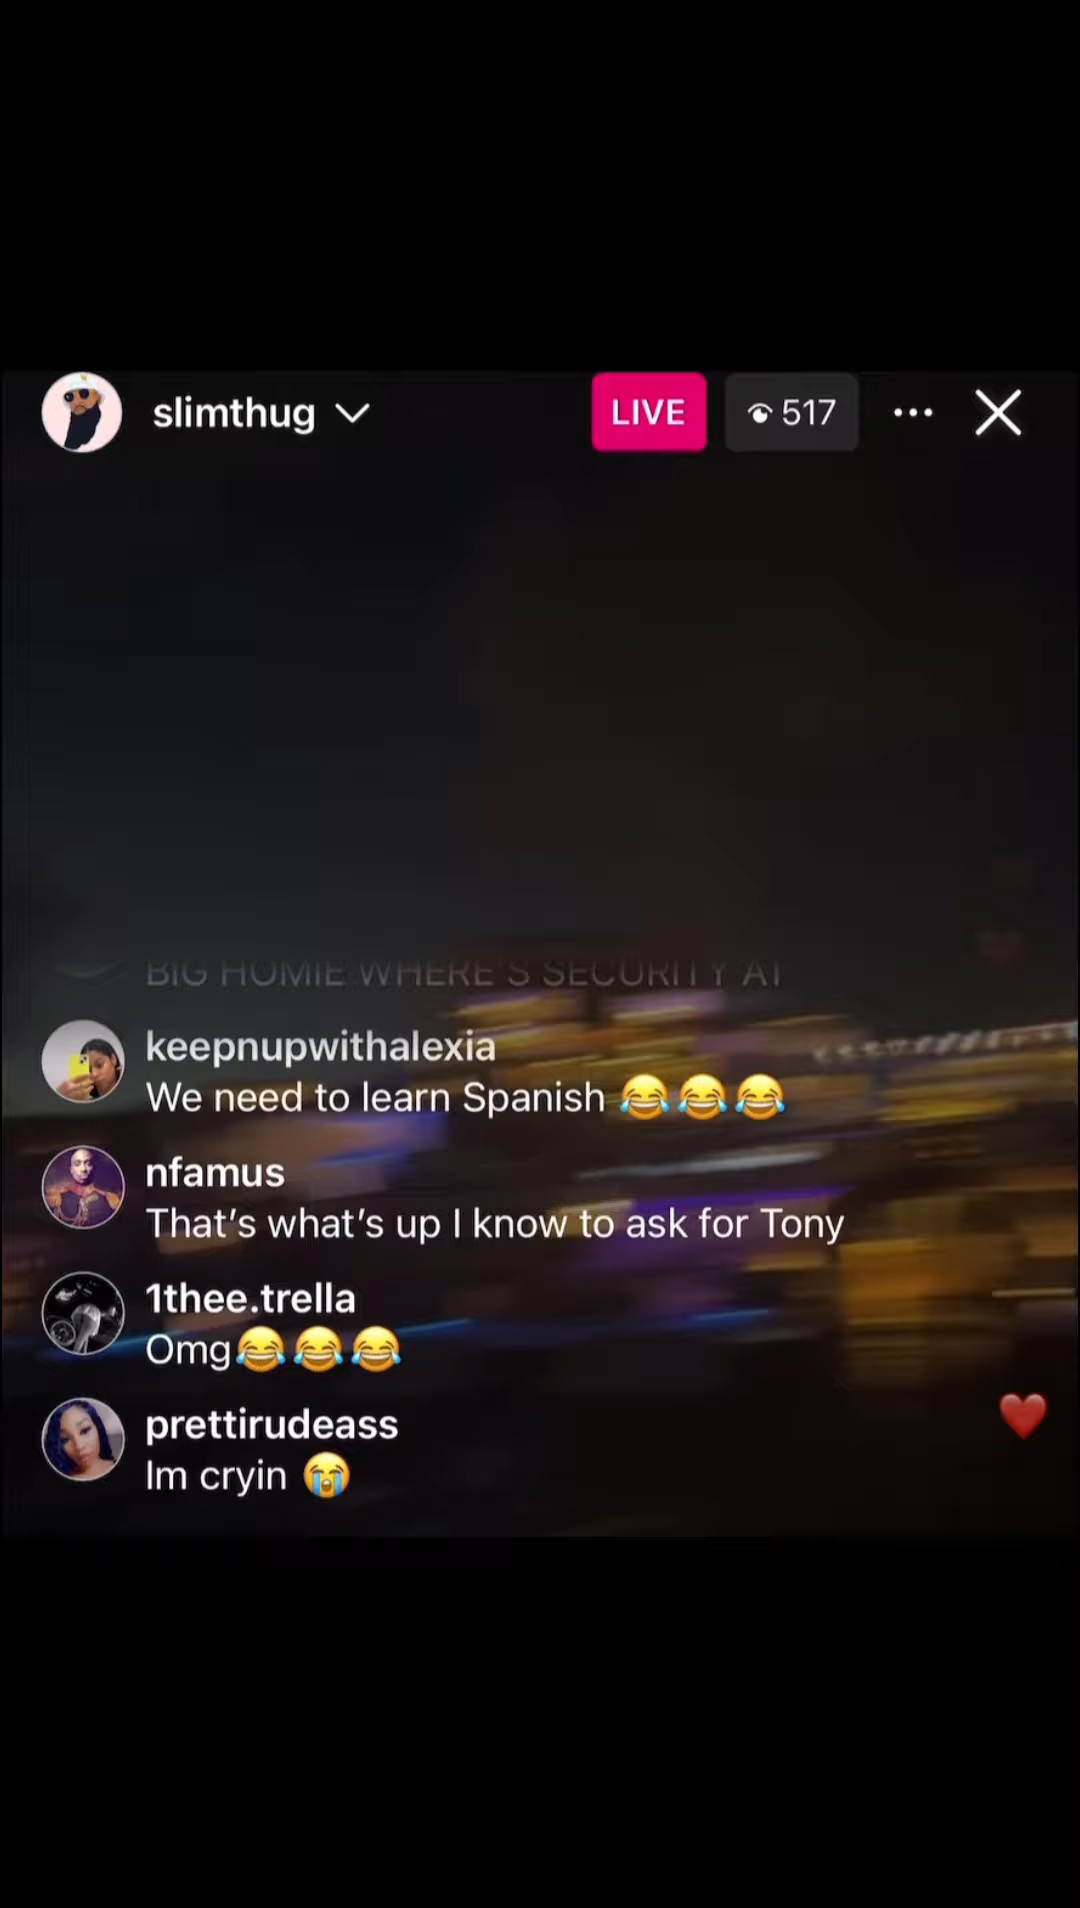 slimthug
LIVE 517
BIG HOMIE WHERE'S SECURITY AT
keepnupwithalexia
We need to learn Spanish 😂😂😂
nfamus
That's what's up I know to ask for Tony
1thee.trella
Omg😂😂😂
prettirudeass
Im cryin 😭